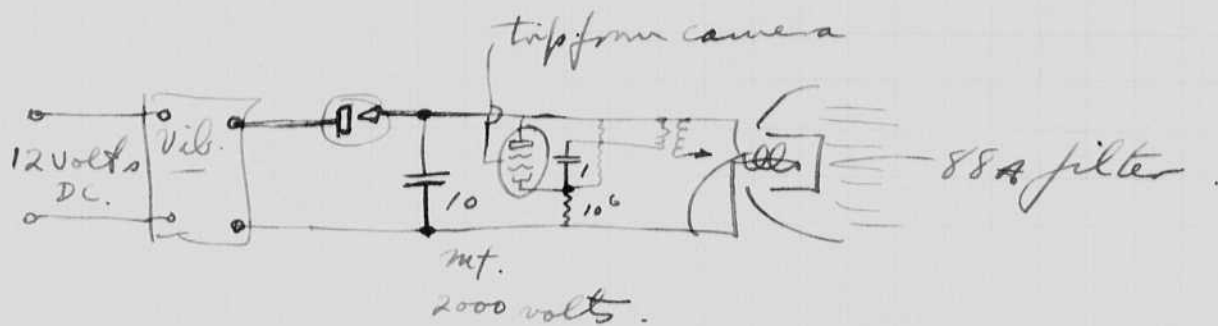 trip from camera
12 Volts
DC.
Vib.
10
1
10⁶
88A filter.
mf.
2000 volts.